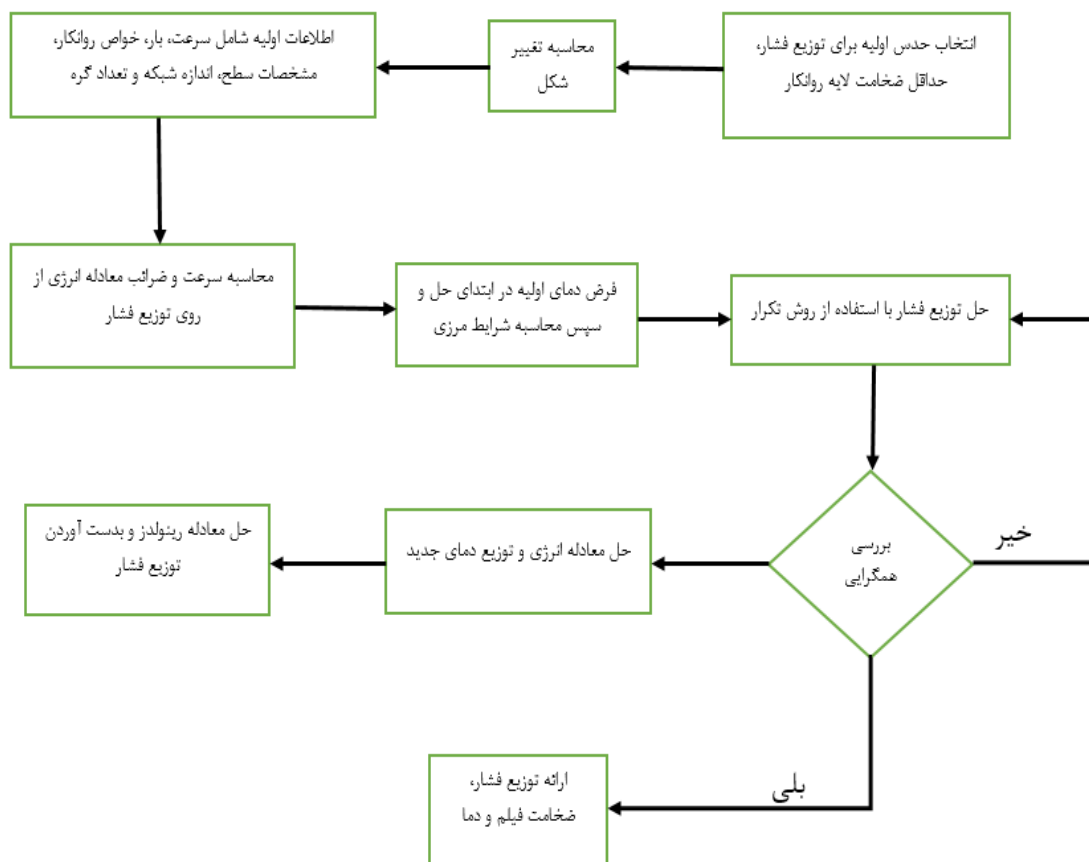 انتخاب حدس اولیه برای توزیع فشار،
حداقل ضخامت لایه روانکار
محاسبه تغییر
شکل
اطلاعات اولیه شامل سرعت، بار، خواص روانکار،
مشخصات سطح، اندازه شبکه و تعداد گره
محاسبه سرعت و ضرائب معادله انرژی از
روی توزیع فشار
فرض دمای اولیه در ابتدای حل و
سپس محاسبه شرایط مرزی
حل توزیع فشار با استفاده از روش تکرار
بررسی
همگرایی
خیر
حل معادله انرژی و توزیع دمای جدید
حل معادله رینولدز و بدست آوردن
توزیع فشار
بلی
ارائه توزیع فشار،
ضخامت فیلم و دما